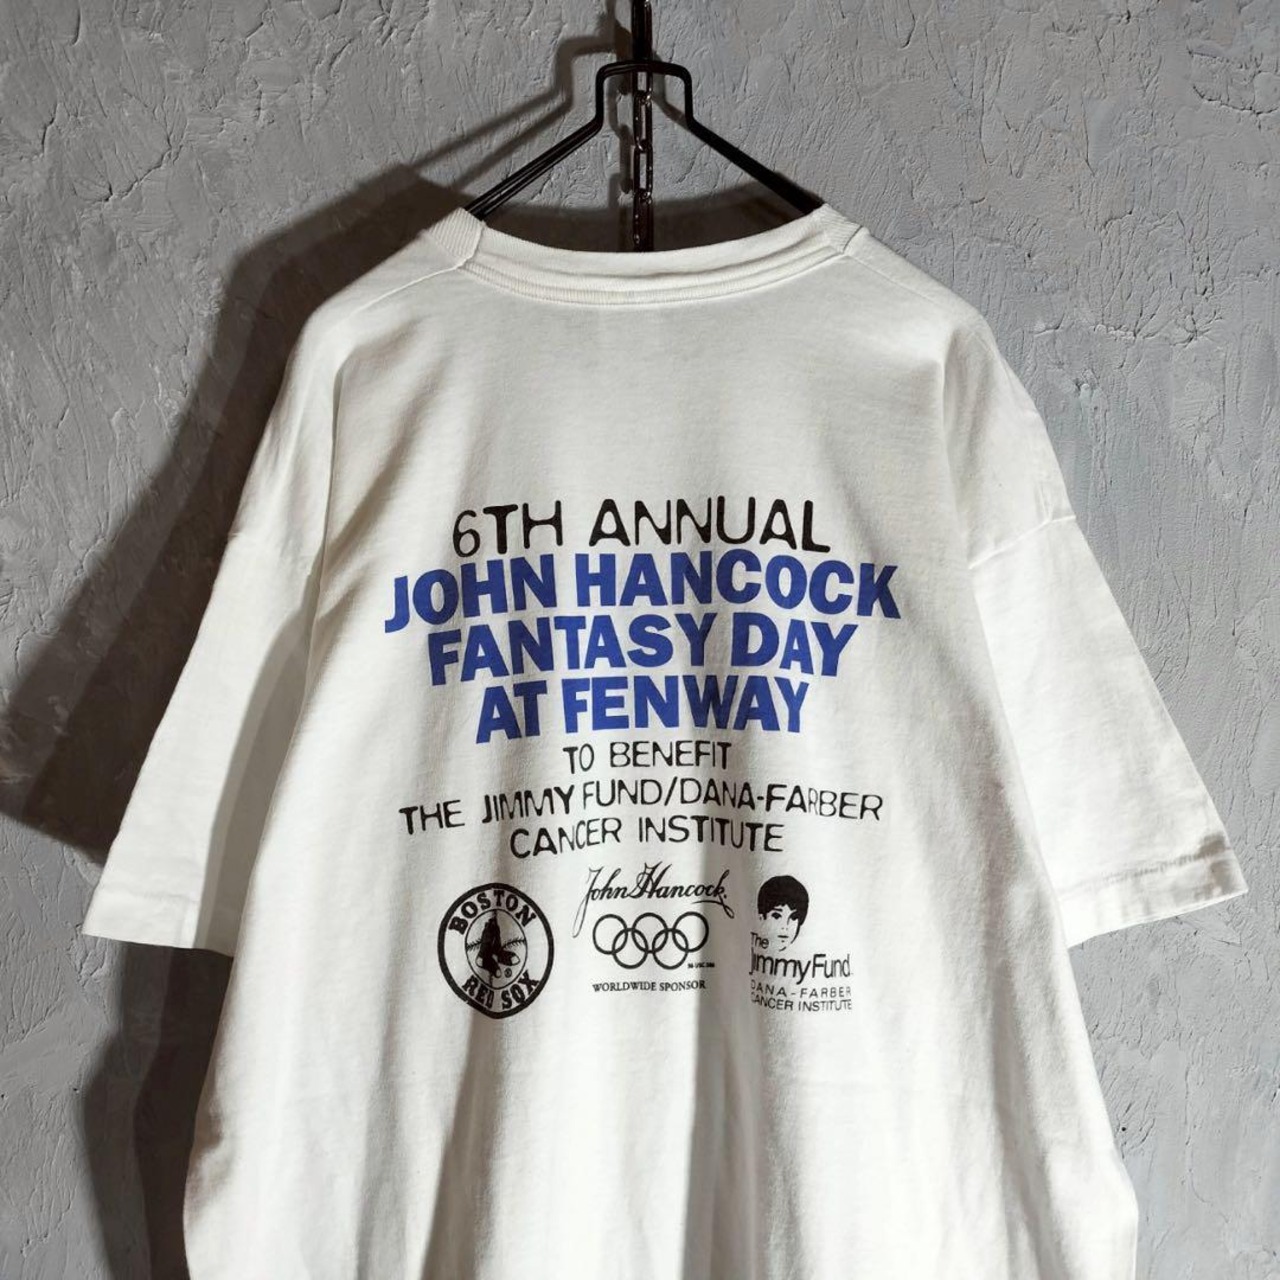 6TH ANNUAL
JOHN HANCOCK
FANTASY DAY
AT FENWAY
TO BENEFIT
THE JIMMY FUND/DANA-FARBER
CANCER INSTITUTE
BOSTON
RED SOX
®
John Hancock
WORLDWIDE SPONSOR
The
Jimmy Fund
DANA-FARBER
CANCER INSTITUTE